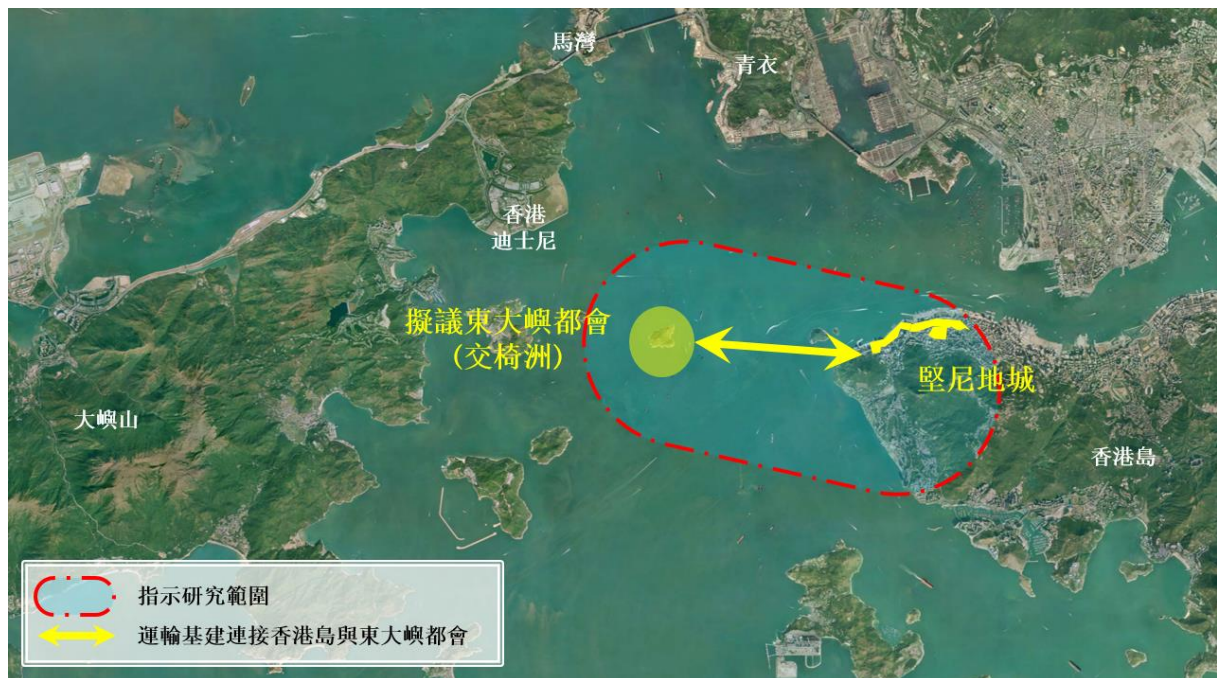 馬灣
青衣
香港
迪士尼
擬議東大嶼都會
(交椅洲)
堅尼地城
大嶼山
香港島
指示研究範圍
運輸基建連接香港島與東大嶼都會